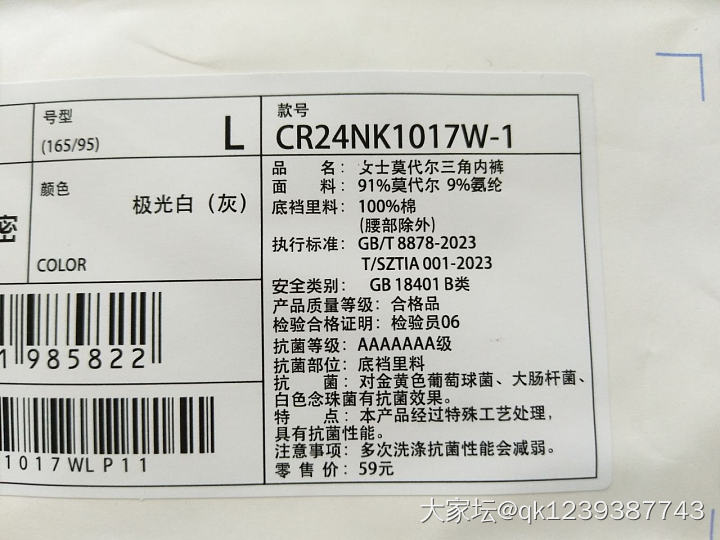 号型
(165/95)
L
款号
CR24NK1017W-1
颜色
极光白（灰）
密
COLOR
品 名：女士莫代尔三角内裤
面 料：91%莫代尔 9%氨纶
底裆里料：100%棉
(腰部除外)
执行标准：GB/T 8878-2023
T/SZTIA 001-2023
安全类别： GB 18401 B类
产品质量等级：合格品
检验合格证明：检验员06
抗菌等级：AAAAAAA级
抗菌部位：底裆里料
抗 菌：对金黄色葡萄球菌、大肠杆菌、
白色念珠菌有抗菌效果。
特 点：本产品经过特殊工艺处理，
具有抗菌性能。
注意事项：多次洗涤抗菌性能会减弱。
零 售 价：59元
1985822
1017WLP11
大家坛@qk1239387743